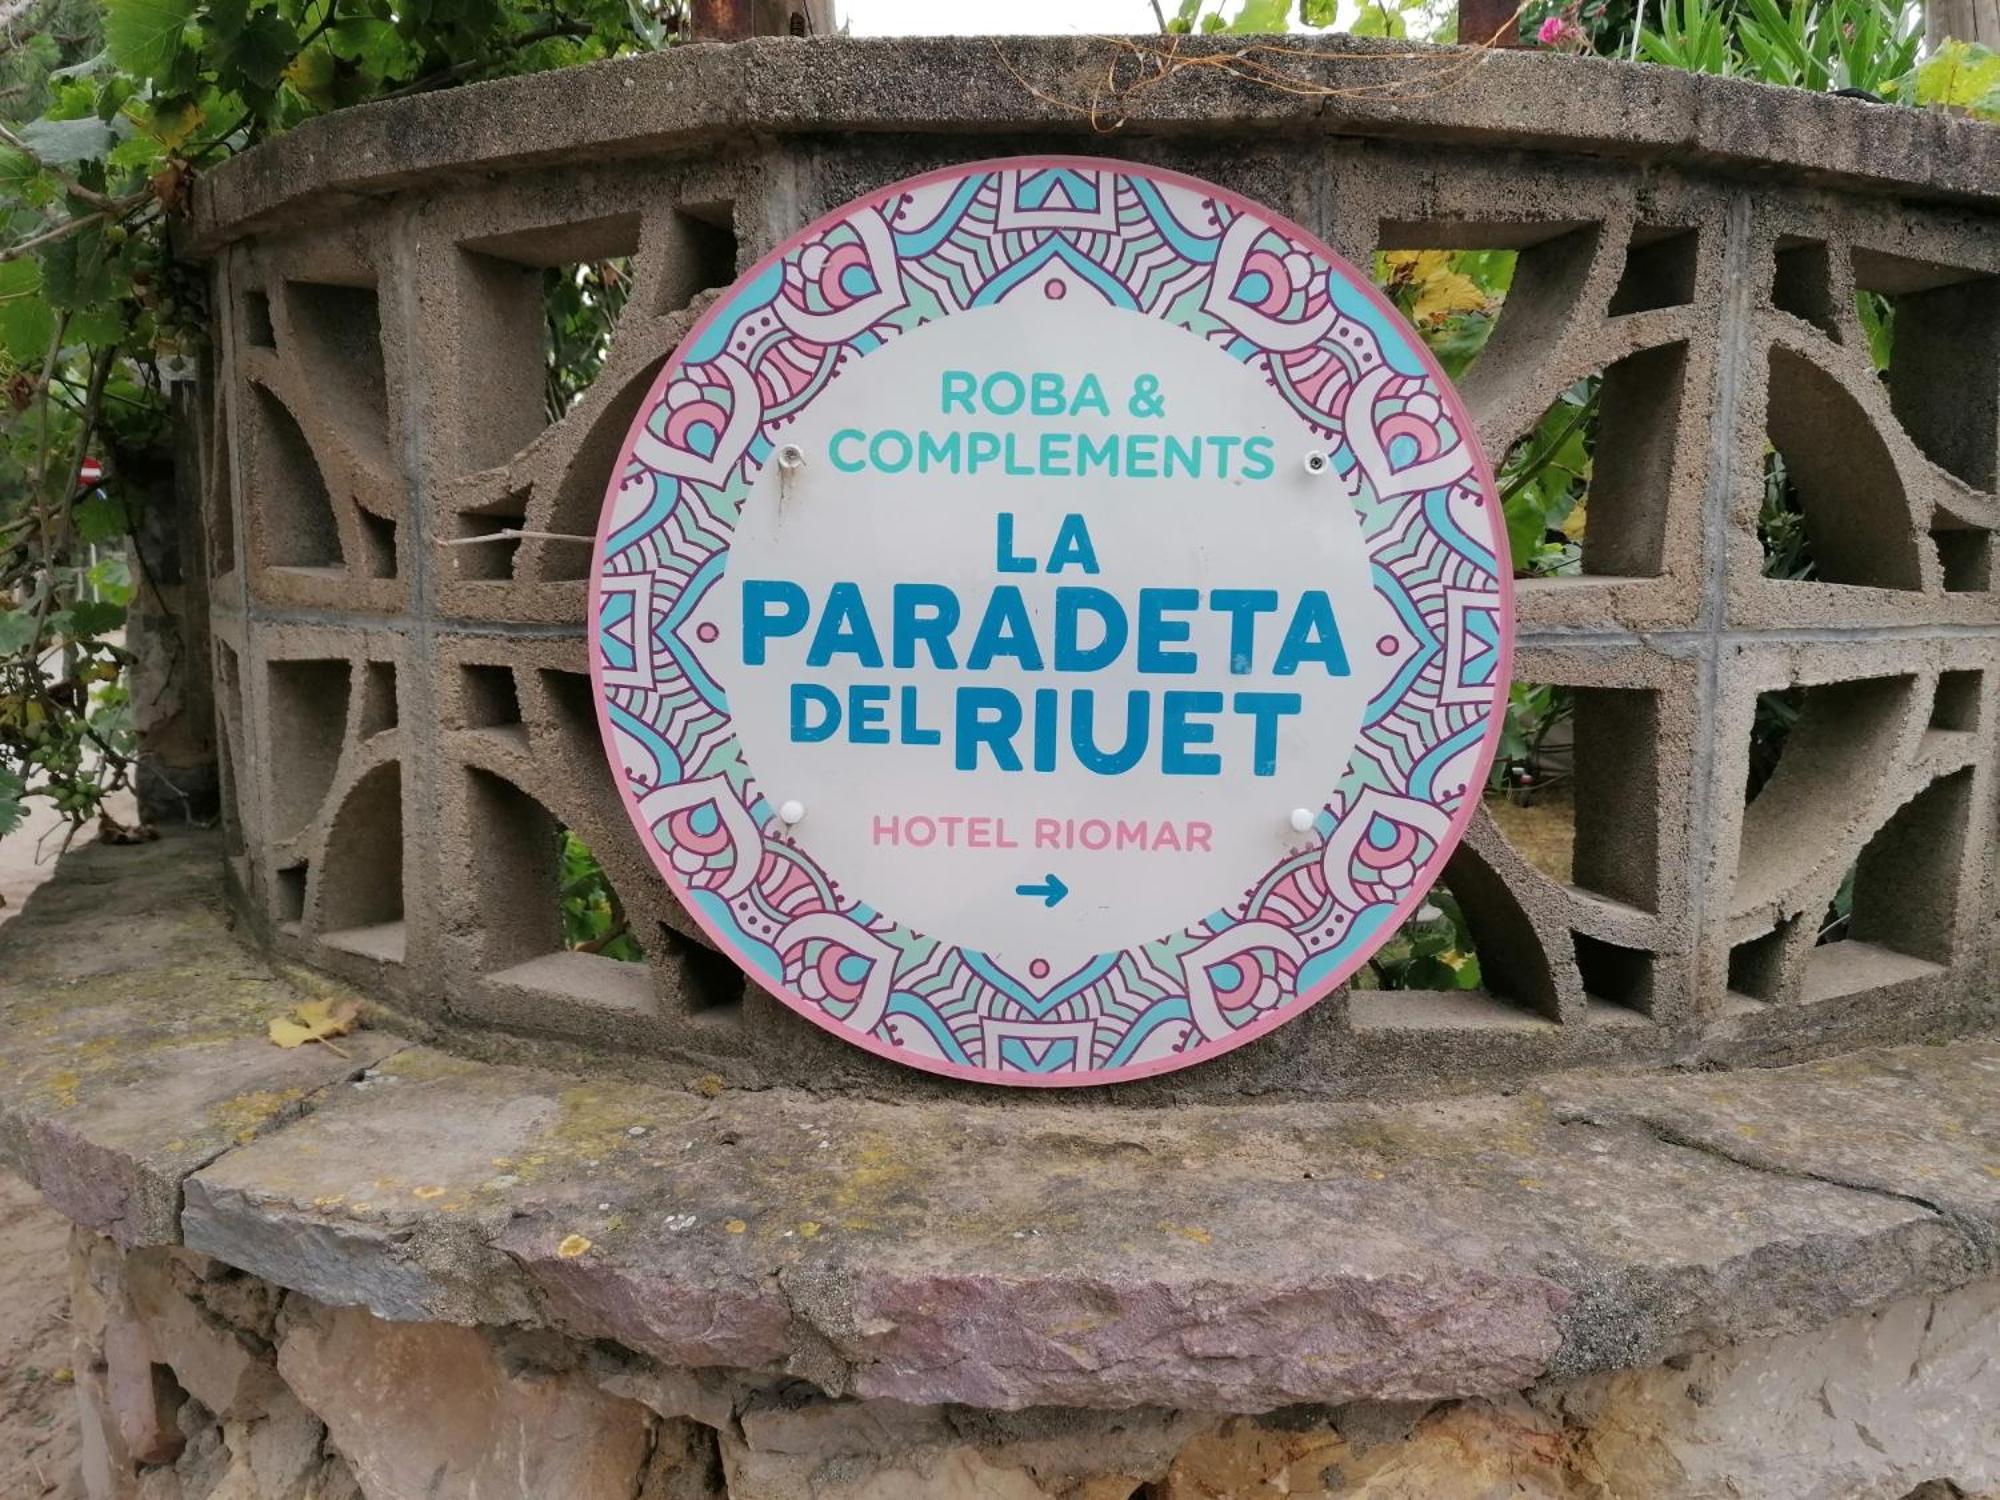 ROBA &
COMPLEMENTS
LA
PARADETA
DEL RIUET
HOTEL RIOMAR
→